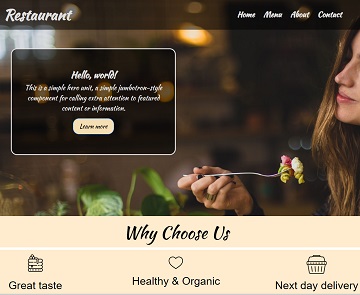 Restaurant
Home Menu About Contact
Hello, world!
This is a simple hero unit, a simple jumbotron-style
component for calling extra attention to featured
content or information.
Learn more
Why Choose Us
Great taste
Healthy & Organic
Next day delivery